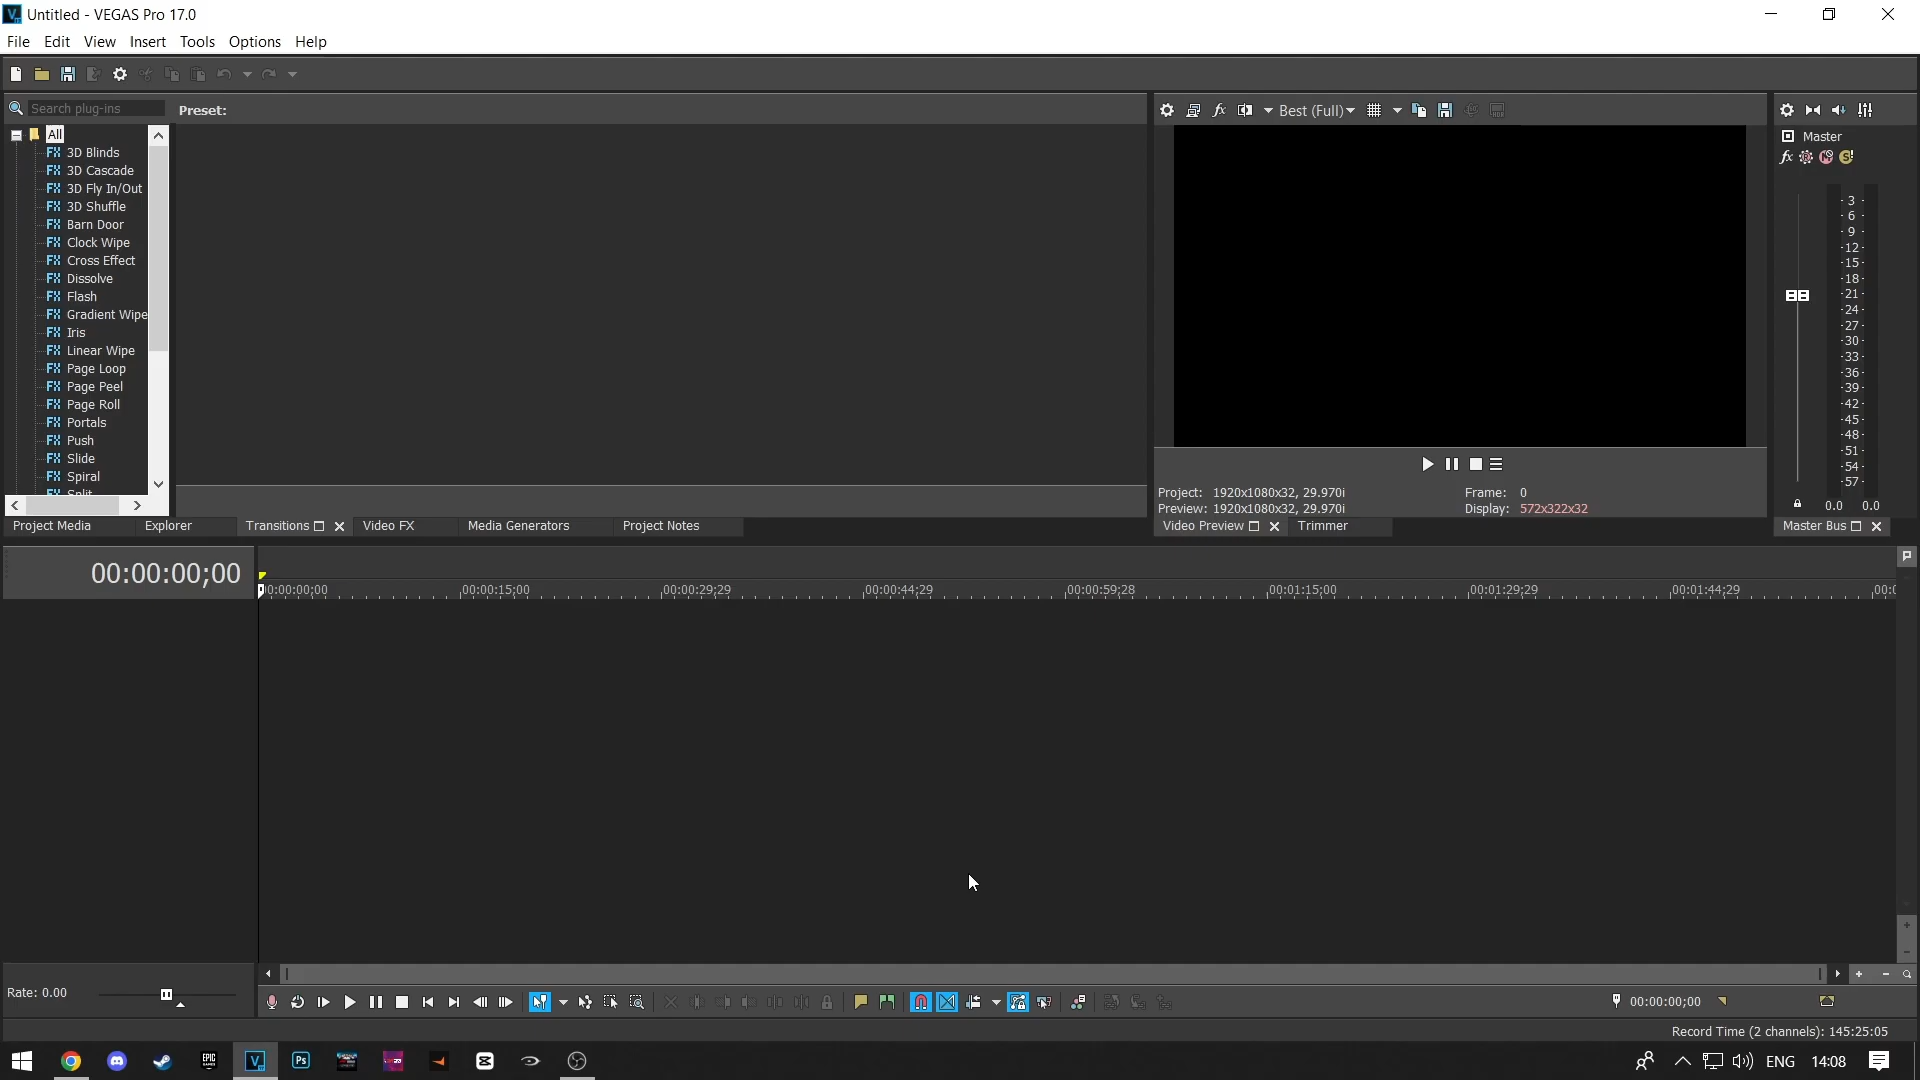 Untitled - VEGAS Pro 17.0
File Edit View Insert Tools Options Help
Search plug-ins
Preset:
Best (Full)
All
3D Blinds
3D Cascade
3D Fly In/Out
3D Shuffle
Barn Door
Clock Wipe
Cross Effect
Dissolve
Flash
Gradient Wipe
Iris
Linear Wipe
Page Loop
Page Peel
Page Roll
Portals
Push
Slide
Spiral
Split
Master
3
6
9
12
15
18
21
24
27
30
33
36
39
42
45
48
51
54
57
0.0 0.0
Project: 1920x1080x32, 29.970i Frame: 0
Preview: 1920x1080x32, 29.970i Display: 572x322x32
Project Media Explorer Transitions Video FX Media Generators Project Notes Video Preview Trimmer Master Bus
00:00:00;00
00:00:00;00 00:00:15;00 00:00:29;29 00:00:44;29 00:00:59;28 00:01:15;00 00:01:29;29 00:01:44;29
Rate: 0.00
00:00:00;00
Record Time (2 channels): 145:25:05
EPIC GAMES Ps ENG 14:08